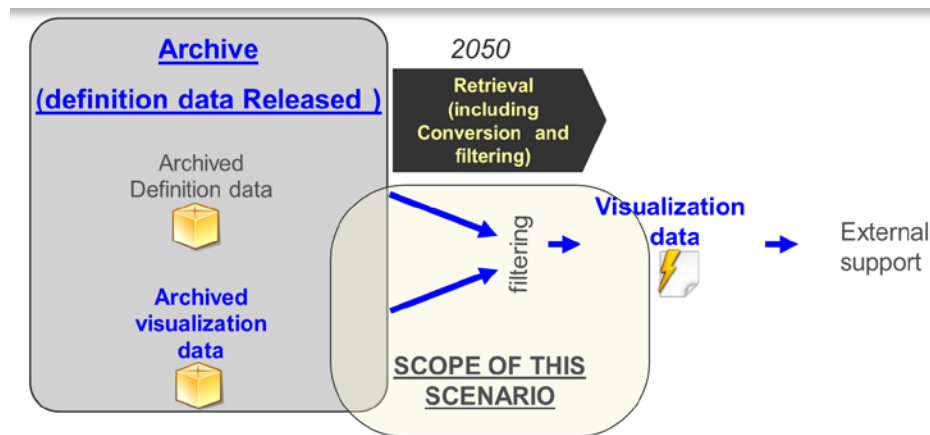 Archive
(definition data Released )
Archived
Definition data
Archived
visualization
data
2050
Retrieval
(including
Conversion and
filtering)
filtering
SCOPE OF THIS
SCENARIO
Visualization
data
External
support